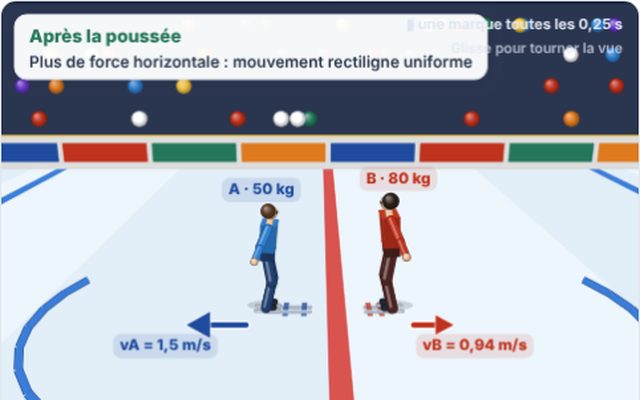 Après la poussée
Plus de force horizontale : mouvement rectiligne uniforme
une marque toutes les 0,25 s
Glisse pour tourner la vue
A · 50 kg
B · 80 kg
vA = 1,5 m/s
vB = 0,94 m/s